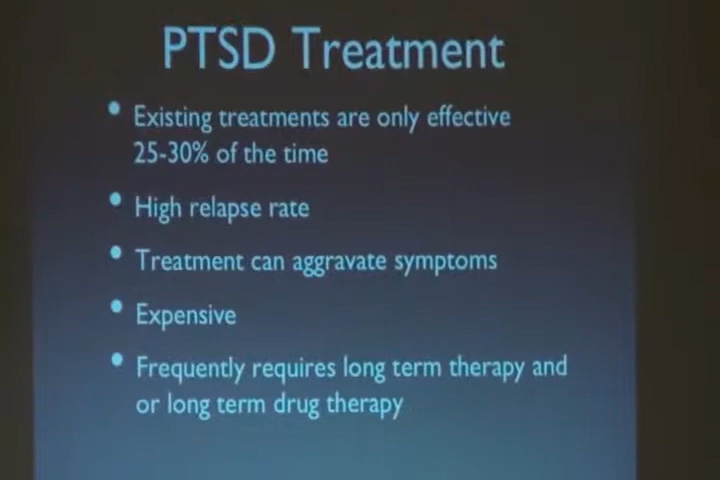 PTSD Treatment
• Existing treatments are only effective
25-30% of the time
• High relapse rate
• Treatment can aggravate symptoms
• Expensive
• Frequently requires long term therapy and
or long term drug therapy